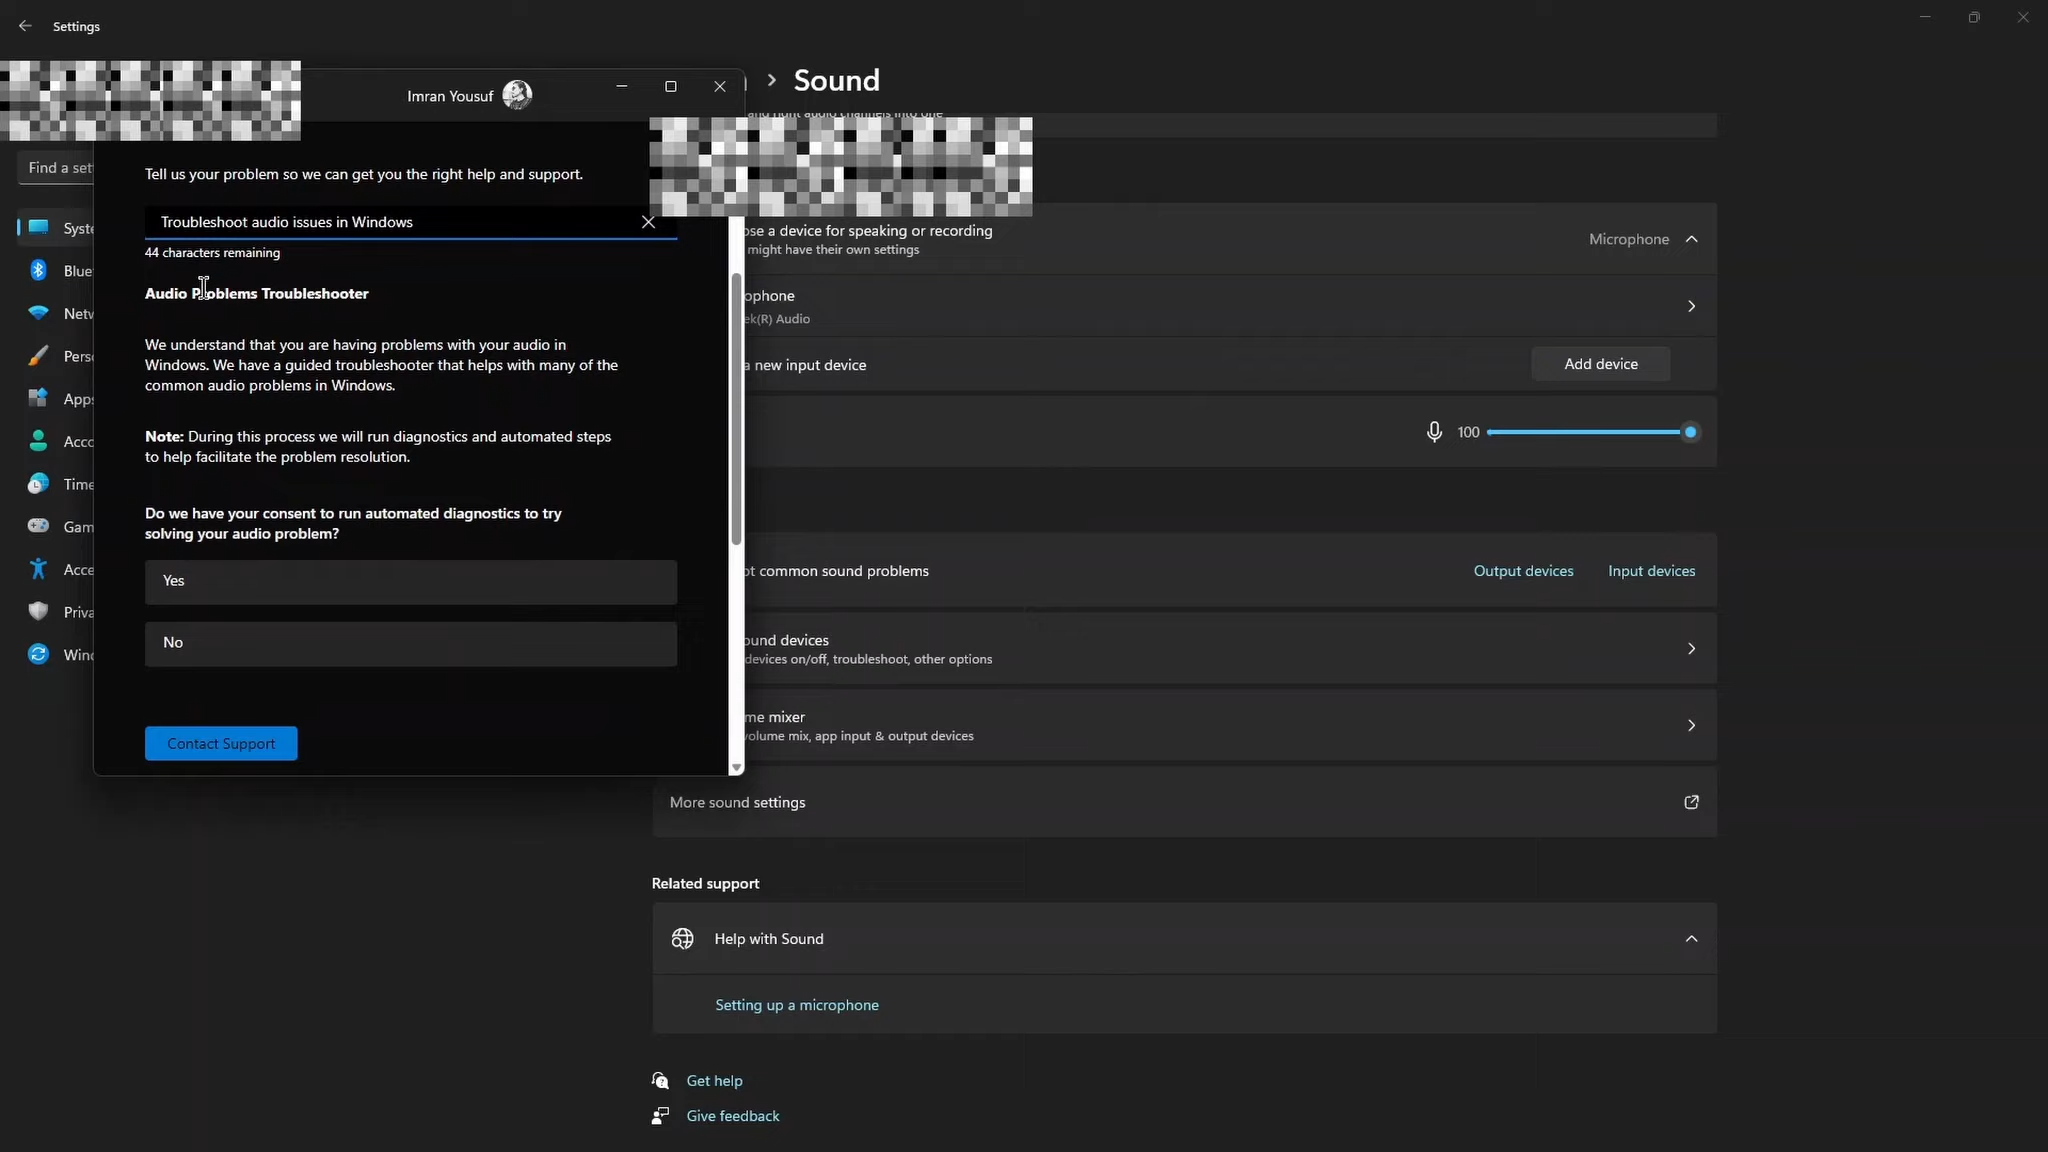 Settings
Imran Yousuf
Sound
Find a set
Tell us your problem so we can get you the right help and support.
Troubleshoot audio issues in Windows
44 characters remaining
Audio Problems Troubleshooter
We understand that you are having problems with your audio in
Windows. We have a guided troubleshooter that helps with many of the
common audio problems in Windows.
Note: During this process we will run diagnostics and automated steps
to help facilitate the problem resolution.
Do we have your consent to run automated diagnostics to try
solving your audio problem?
Yes
No
Contact Support
Syste
Blue
Netw
Perso
Apps
Acco
Time
Gam
Acce
Priva
Wind
and right audio channels into one
ose a device for speaking or recording
might have their own settings
Microphone
ophone
ek(R) Audio
a new input device
Add device
100
ot common sound problems
Output devices
Input devices
ound devices
devices on/off, troubleshoot, other options
me mixer
volume mix, app input & output devices
More sound settings
Related support
Help with Sound
Setting up a microphone
Get help
Give feedback